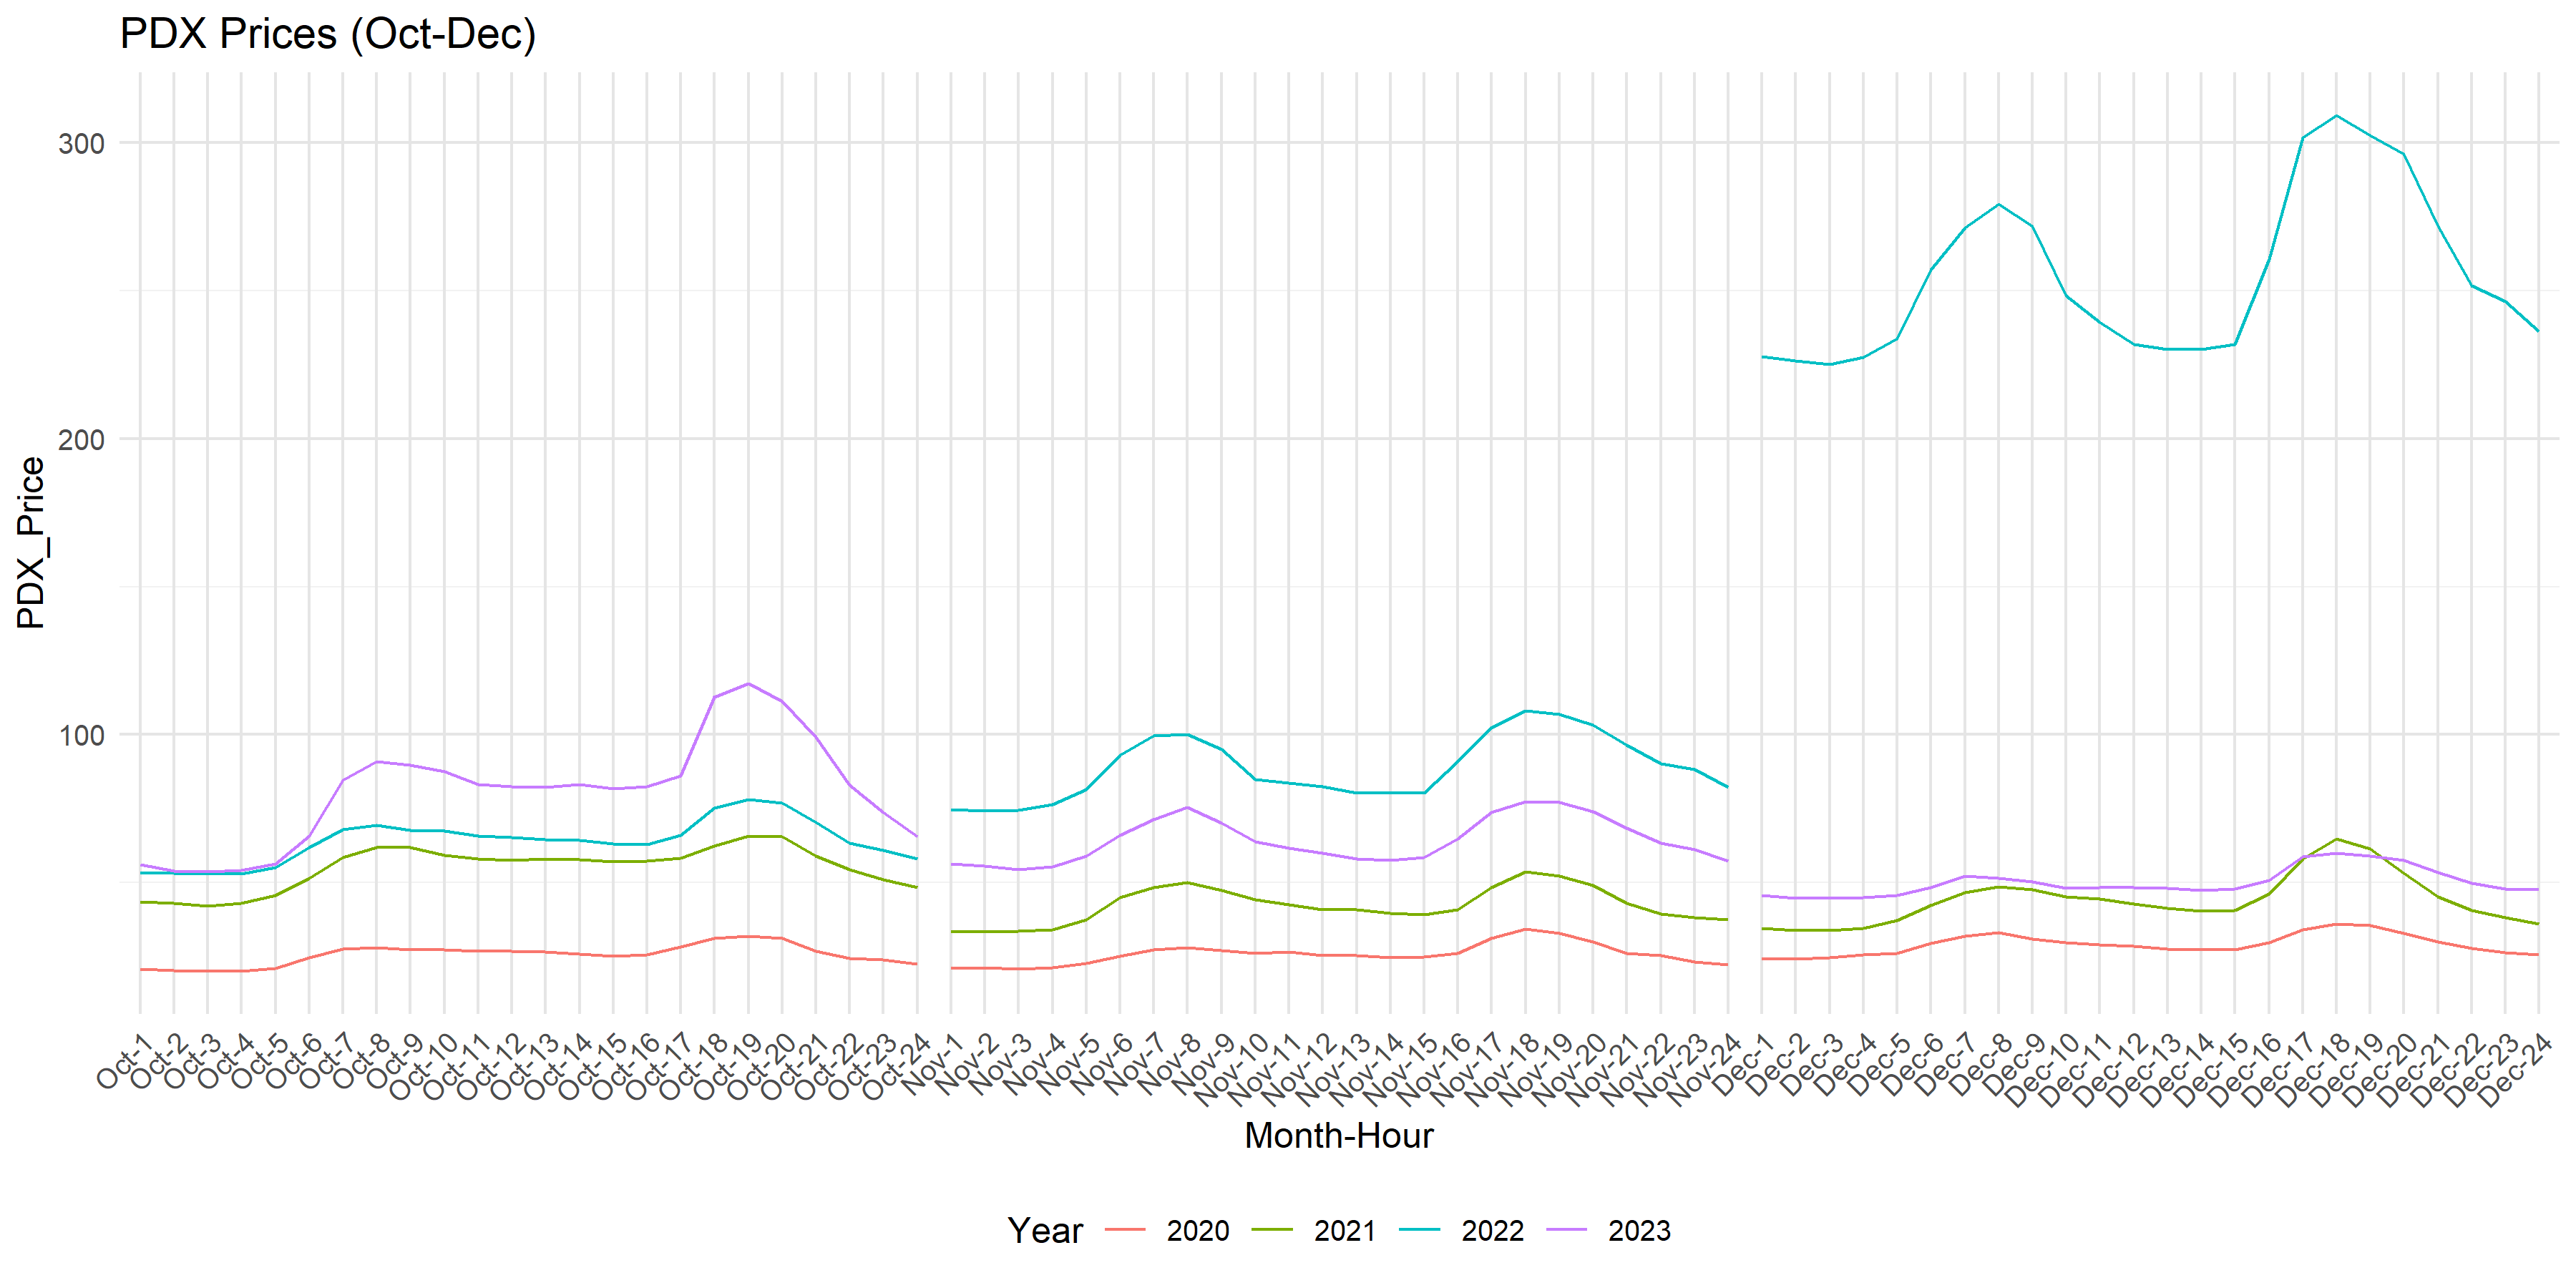 PDX Prices (Oct-Dec)
300
200
100
PDX_Price
Oct-1 Oct-2 Oct-3 Oct-4 Oct-5 Oct-6 Oct-7 Oct-8 Oct-9 Oct-10 Oct-11 Oct-12 Oct-13 Oct-14 Oct-15 Oct-16 Oct-17 Oct-18 Oct-19 Oct-20 Oct-21 Oct-22 Oct-23 Oct-24 Nov-1 Nov-2 Nov-3 Nov-4 Nov-5 Nov-6 Nov-7 Nov-8 Nov-9 Nov-10 Nov-11 Nov-12 Nov-13 Nov-14 Nov-15 Nov-16 Nov-17 Nov-18 Nov-19 Nov-20 Nov-21 Nov-22 Nov-23 Nov-24 Dec-1 Dec-2 Dec-3 Dec-4 Dec-5 Dec-6 Dec-7 Dec-8 Dec-9 Dec-10 Dec-11 Dec-12 Dec-13 Dec-14 Dec-15 Dec-16 Dec-17 Dec-18 Dec-19 Dec-20 Dec-21 Dec-22 Dec-23 Dec-24
Month-Hour
Year 2020 2021 2022 2023